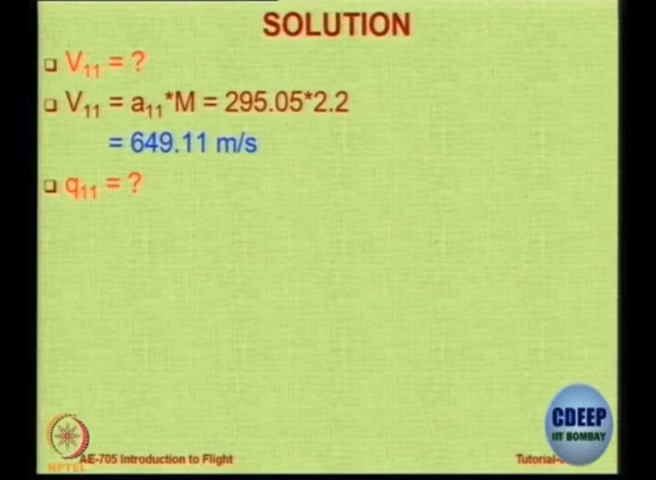 SOLUTION
V11 = ?
V11 = a11*M = 295.05*2.2
= 649.11 m/s
q11 = ?
CDEEP
IIT BOMBAY
NPTEL
AE-705 Introduction to Flight
Tutorial-